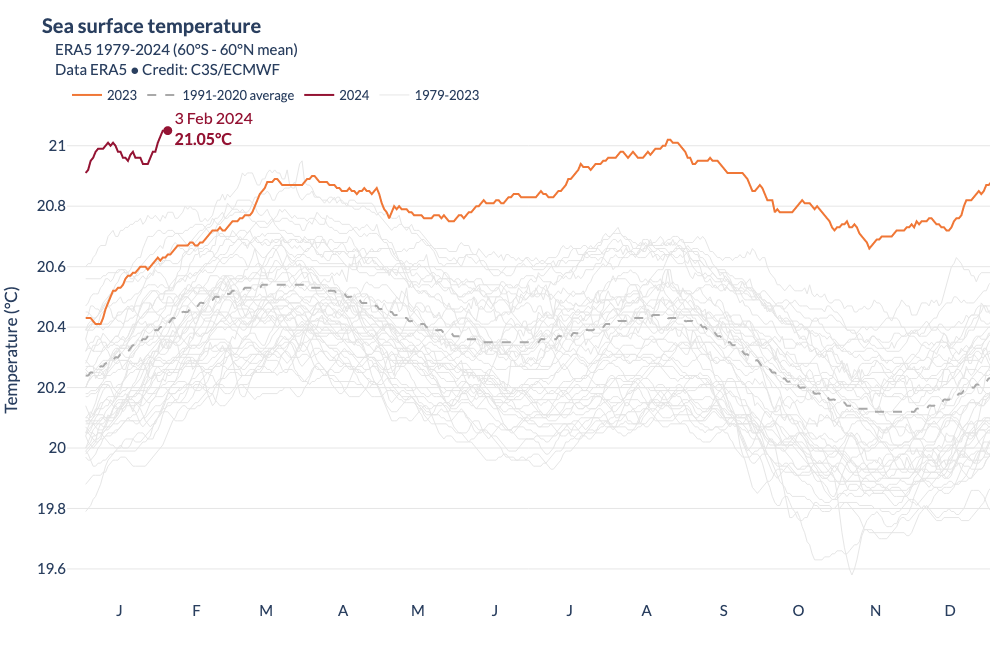 Sea surface temperature
ERA5 1979-2024 (60°S - 60°N mean)
Data ERA5 • Credit: C3S/ECMWF
2023 1991-2020 average 2024 1979-2023
3 Feb 2024
21.05°C
21
20.8
20.6
20.4
20.2
20
19.8
19.6
Temperature (°C)
J F M A M J J A S O N D